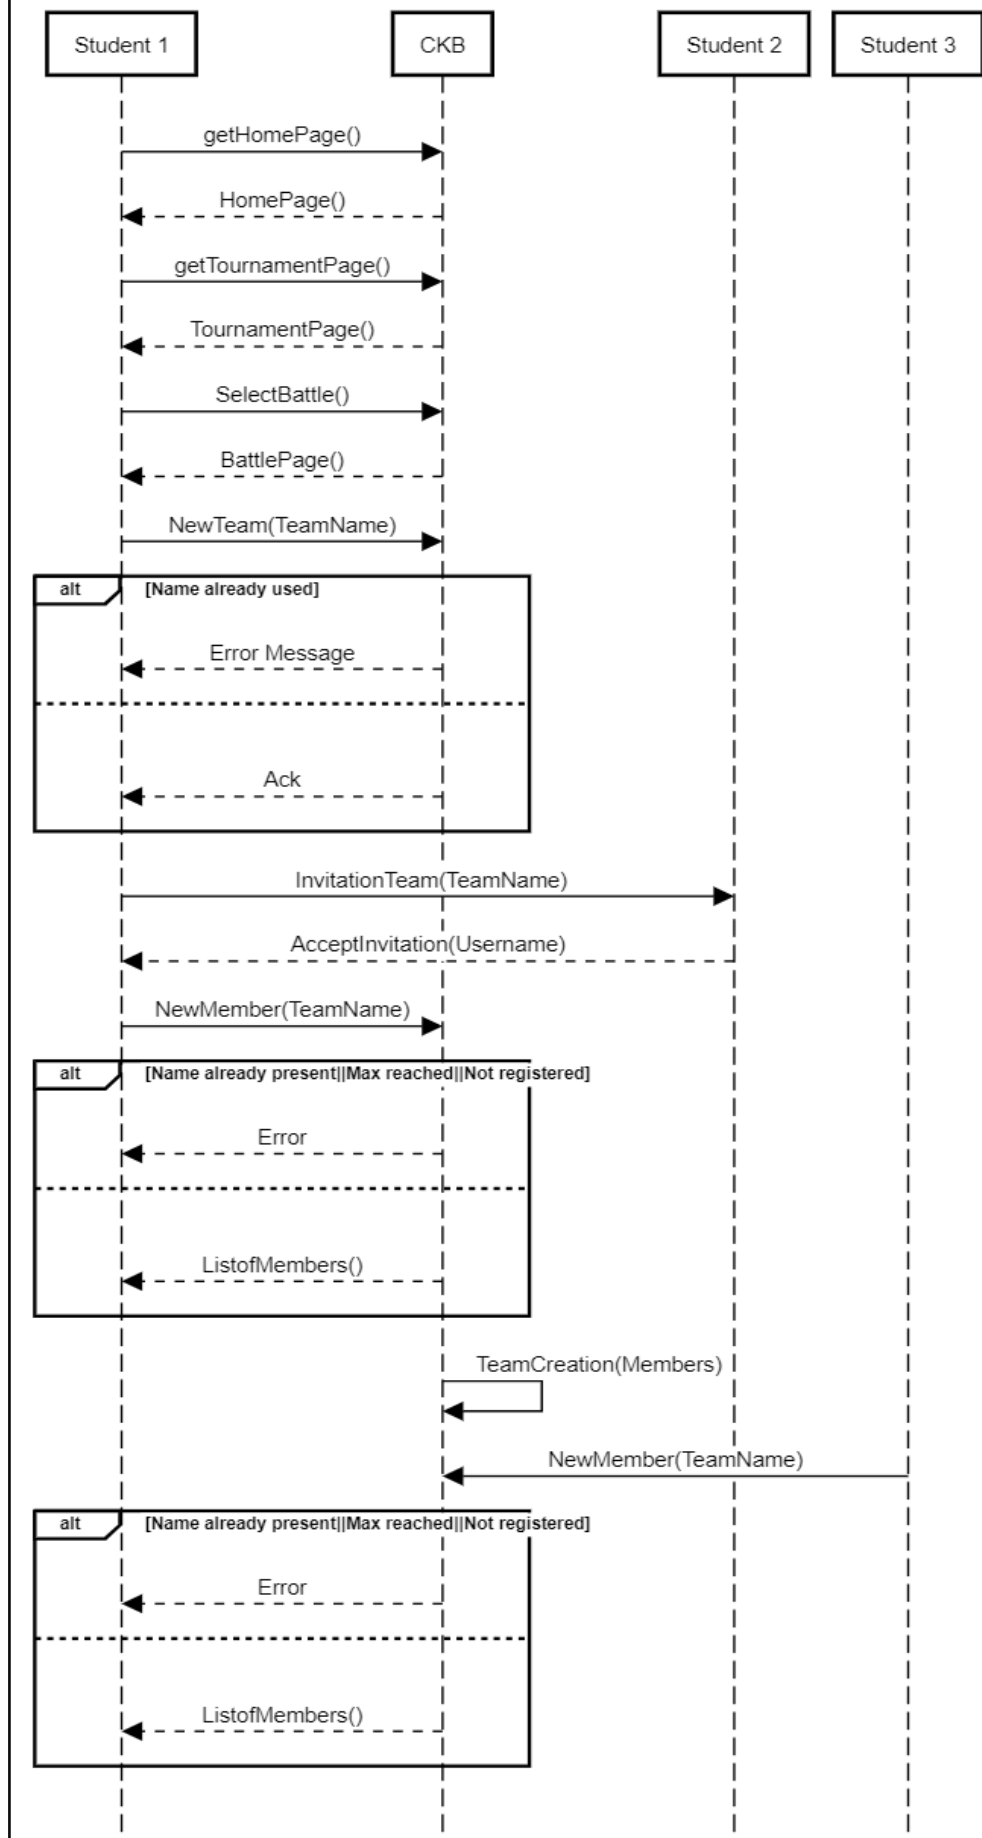 Student 1
CKB
Student 2
Student 3
getHomePage()
HomePage()
getTournamentPage()
TournamentPage()
SelectBattle()
BattlePage()
NewTeam(TeamName)
alt
[Name already used]
Error Message
Ack
InvitationTeam(TeamName)
AcceptInvitation(Username)
NewMember(TeamName)
alt
[Name already present||Max reached||Not registered]
Error
ListofMembers()
TeamCreation(Members)
NewMember(TeamName)
alt
[Name already present||Max reached||Not registered]
Error
ListofMembers()